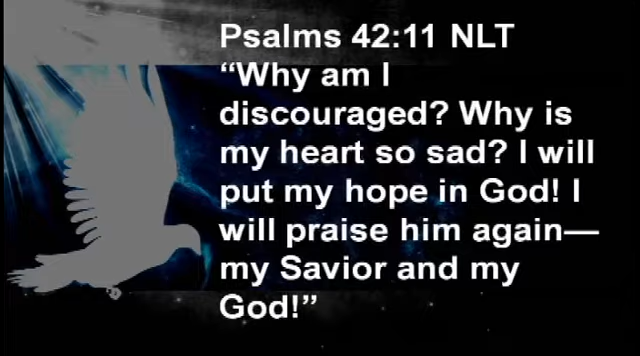 Psalms 42:11 NLT
“Why am I
discouraged? Why is
my heart so sad? I will
put my hope in God! I
will praise him again—
my Savior and my
God!”